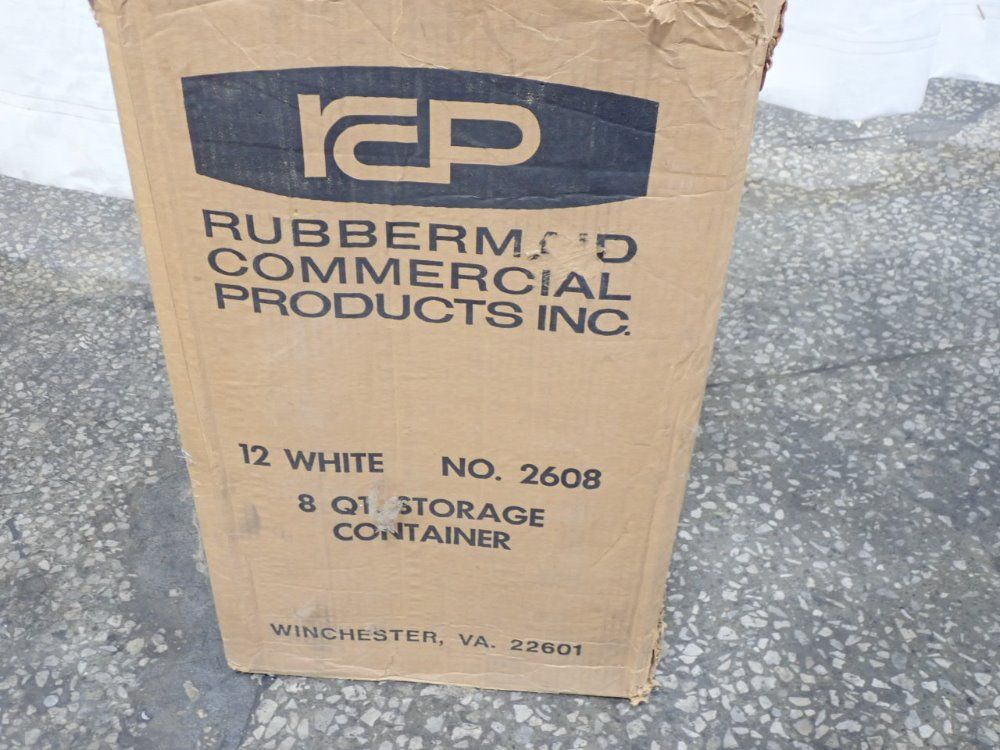 rcp
RUBBERMAID
COMMERCIAL
PRODUCTS INC.
12 WHITE NO. 2608
8 QT. STORAGE
CONTAINER
WINCHESTER, VA. 22601